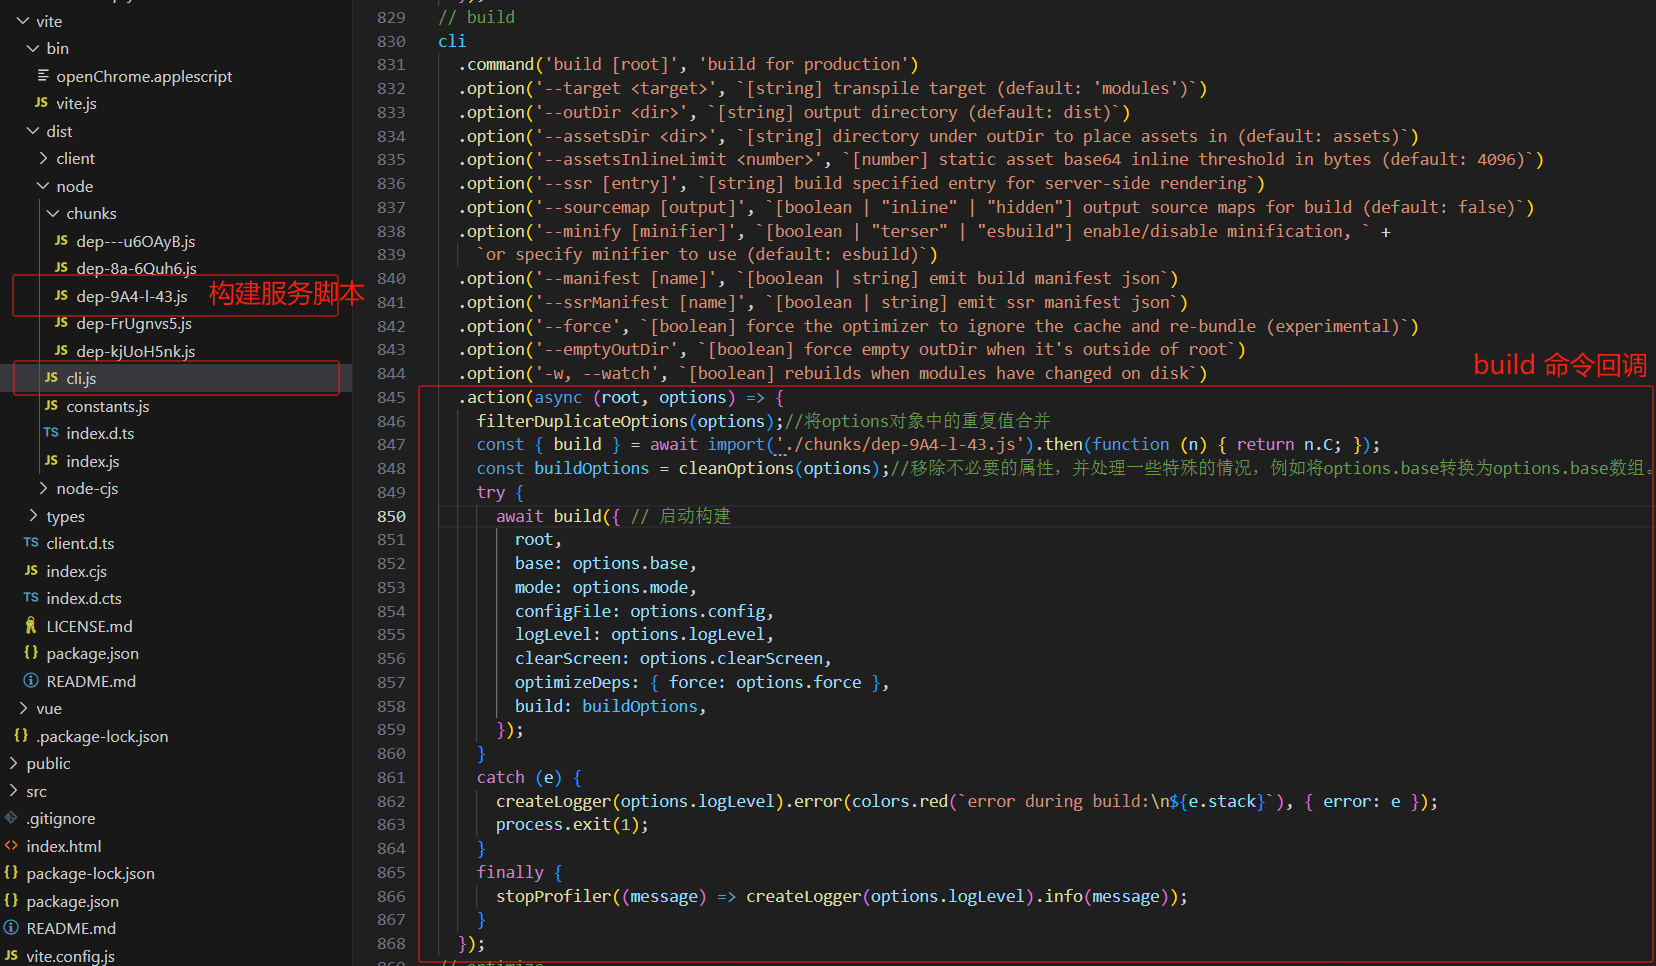 vite
bin
openChrome.applescript
JS vite.js
dist
client
node
chunks
JS dep---u6OAyB.js
JS dep-8a-6Quh6.js
JS dep-9A4-l-43.js 构建服务脚本
JS dep-FrUgnvs5.js
JS dep-kjUoH5nk.js
JS cli.js
JS constants.js
TS index.d.ts
JS index.js
node-cjs
types
TS client.d.ts
JS index.cjs
TS index.d.cts
LICENSE.md
{} package.json
README.md
vue
{} .package-lock.json
public
src
.gitignore
<> index.html
{} package-lock.json
{} package.json
README.md
JS vite.config.js
829 // build
830 cli
831 .command('build [root]', 'build for production')
832 .option('--target <target>', `[string] transpile target (default: 'modules')`)
833 .option('--outDir <dir>', `[string] output directory (default: dist)`)
834 .option('--assetsDir <dir>', `[string] directory under outDir to place assets in (default: assets)`)
835 .option('--assetsInlineLimit <number>', `[number] static asset base64 inline threshold in bytes (default: 4096)`)
836 .option('--ssr [entry]', `[string] build specified entry for server-side rendering`)
837 .option('--sourcemap [output]', `[boolean | "inline" | "hidden"] output source maps for build (default: false)`)
838 .option('--minify [minifier]', `[boolean | "terser" | "esbuild"] enable/disable minification, ` +
839 `or specify minifier to use (default: esbuild)`)
840 .option('--manifest [name]', `[boolean | string] emit build manifest json`)
841 .option('--ssrManifest [name]', `[boolean | string] emit ssr manifest json`)
842 .option('--force', `[boolean] force the optimizer to ignore the cache and re-bundle (experimental)`)
843 .option('--emptyOutDir', `[boolean] force empty outDir when it's outside of root`)
844 .option('-w, --watch', `[boolean] rebuilds when modules have changed on disk`)
build 命令回调
845 .action(async (root, options) => {
846 filterDuplicateOptions(options);//将options对象中的重复值合并
847 const { build } = await import('./chunks/dep-9A4-l-43.js').then(function (n) { return n.C; });
848 const buildOptions = cleanOptions(options);//移除不必要的属性，并处理一些特殊的情况，例如将options.base转换为options.base数组。
849 try {
850 await build({ // 启动构建
851 root,
852 base: options.base,
853 mode: options.mode,
854 configFile: options.config,
855 logLevel: options.logLevel,
856 clearScreen: options.clearScreen,
857 optimizeDeps: { force: options.force },
858 build: buildOptions,
859 });
860 }
861 catch (e) {
862 createLogger(options.logLevel).error(colors.red(`error during build:\n${e.stack}`), { error: e });
863 process.exit(1);
864 }
865 finally {
866 stopProfiler((message) => createLogger(options.logLevel).info(message));
867 }
868 });